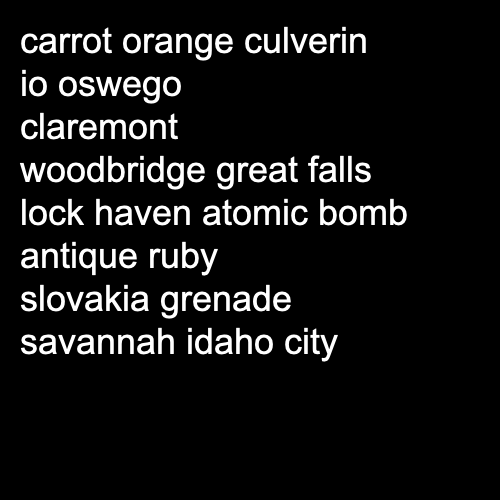 carrot orange culverin
io oswego
claremont
woodbridge great falls
lock haven atomic bomb
antique ruby
slovakia grenade
savannah idaho city